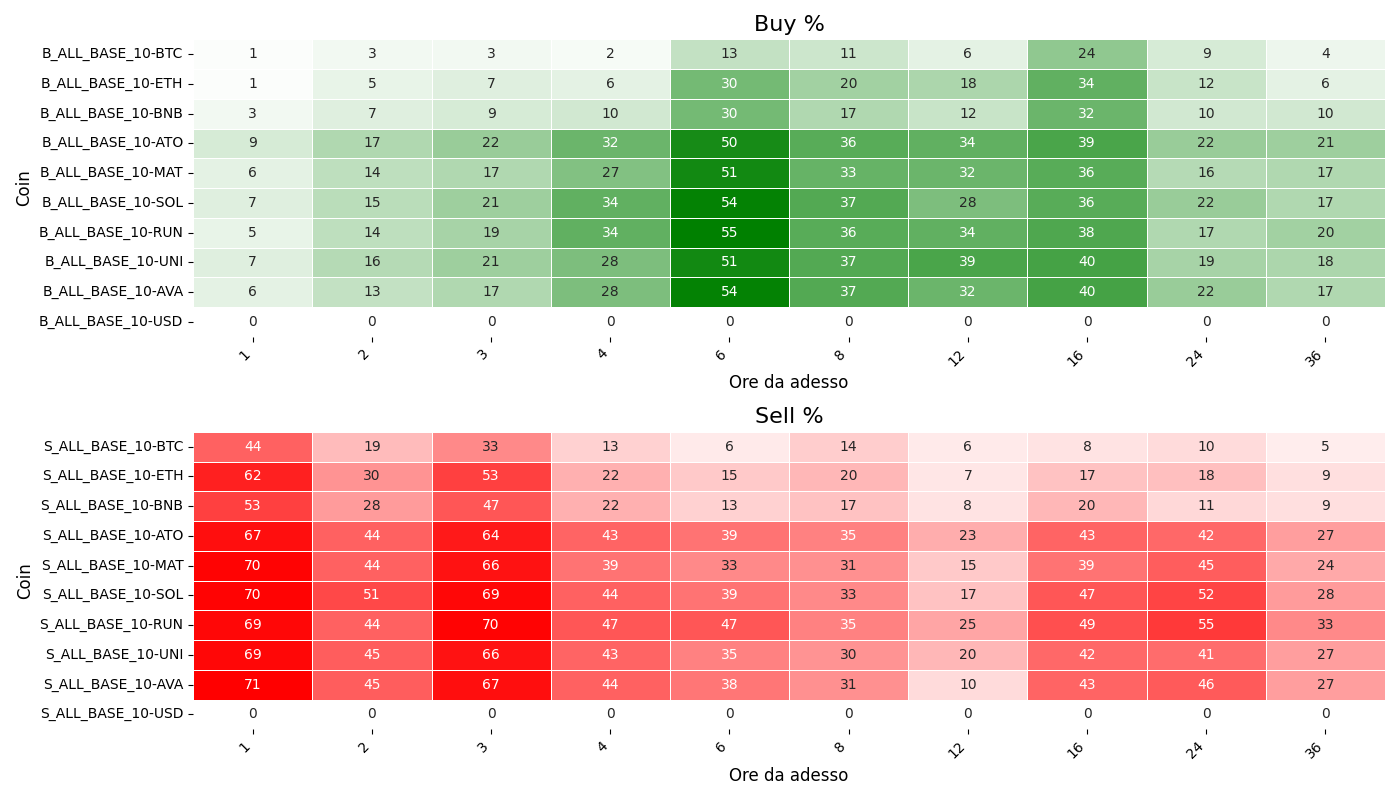 Buy %
Coin
B_ALL_BASE_10-BTC 1 3 3 2 13 11 6 24 9 4
B_ALL_BASE_10-ETH 1 5 7 6 30 20 18 34 12 6
B_ALL_BASE_10-BNB 3 7 9 10 30 17 12 32 10 10
B_ALL_BASE_10-ATO 9 17 22 32 50 36 34 39 22 21
B_ALL_BASE_10-MAT 6 14 17 27 51 33 32 36 16 17
B_ALL_BASE_10-SOL 7 15 21 34 54 37 28 36 22 17
B_ALL_BASE_10-RUN 5 14 19 34 55 36 34 38 17 20
B_ALL_BASE_10-UNI 7 16 21 28 51 37 39 40 19 18
B_ALL_BASE_10-AVA 6 13 17 28 54 37 32 40 22 17
B_ALL_BASE_10-USD 0 0 0 0 0 0 0 0 0 0
1 2 3 4 6 8 12 16 24 36
Ore da adesso
Sell %
Coin
S_ALL_BASE_10-BTC 44 19 33 13 6 14 6 8 10 5
S_ALL_BASE_10-ETH 62 30 53 22 15 20 7 17 18 9
S_ALL_BASE_10-BNB 53 28 47 22 13 17 8 20 11 9
S_ALL_BASE_10-ATO 67 44 64 43 39 35 23 43 42 27
S_ALL_BASE_10-MAT 70 44 66 39 33 31 15 39 45 24
S_ALL_BASE_10-SOL 70 51 69 44 39 33 17 47 52 28
S_ALL_BASE_10-RUN 69 44 70 47 47 35 25 49 55 33
S_ALL_BASE_10-UNI 69 45 66 43 35 30 20 42 41 27
S_ALL_BASE_10-AVA 71 45 67 44 38 31 10 43 46 27
S_ALL_BASE_10-USD 0 0 0 0 0 0 0 0 0 0
1 2 3 4 6 8 12 16 24 36
Ore da adesso